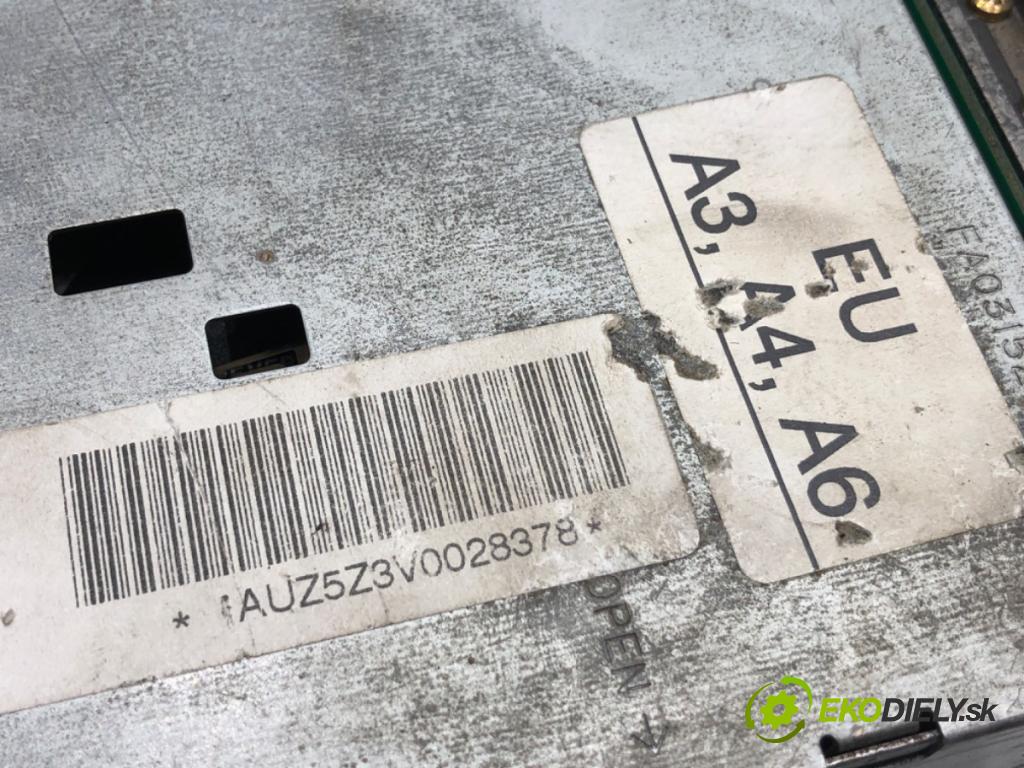 EU
A3, A4, A6
* AUZ5Z3V0028378 *
OPEN
EKODIELY.sk